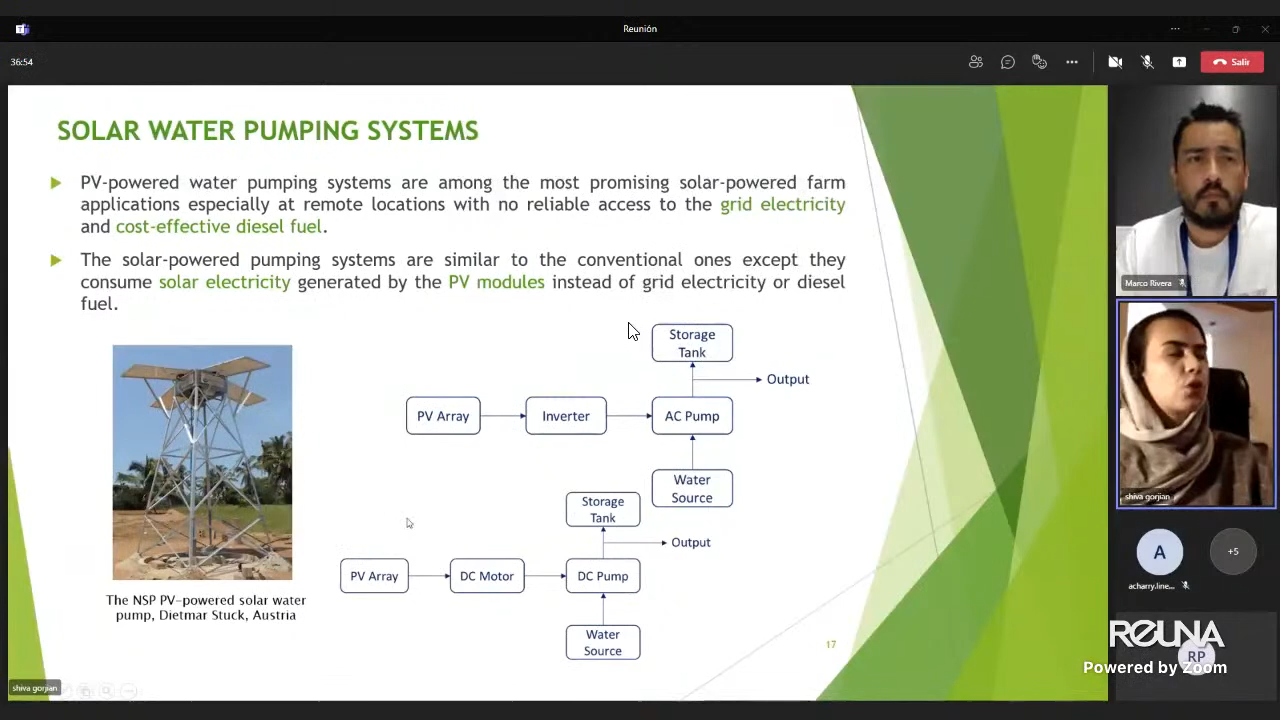 Reunión
36:54
Salir
SOLAR WATER PUMPING SYSTEMS
PV-powered water pumping systems are among the most promising solar-powered farm
applications especially at remote locations with no reliable access to the grid electricity
and cost-effective diesel fuel.
The solar-powered pumping systems are similar to the conventional ones except they
consume solar electricity generated by the PV modules instead of grid electricity or diesel
fuel.
Storage
Tank
Output
PV Array
Inverter
AC Pump
Water
Source
Storage
Tank
Output
PV Array
DC Motor
DC Pump
Water
Source
The NSP PV-powered solar water
pump, Dietmar Stuck, Austria
17
shiva gorjian
Marco Rivera
shiva gorjian
A
+5
acharry.line...
REUNA
RP
Powered by Zoom